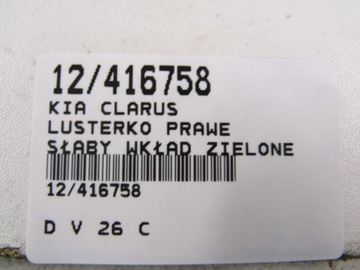 12/416758
KIA CLARUS
LUSTERKO PRAWE
SŁABY WKŁAD ZIELONE
12/416758
D V 26 C